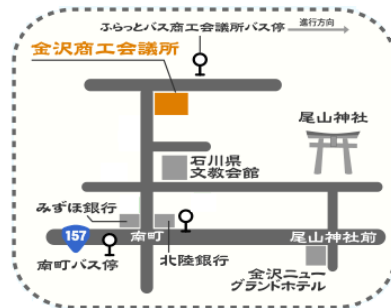 ふらっとバス商工会議所バス停
進行方向
金沢商工会議所
尾山神社
石川県
文教会館
みずほ銀行
157
南町
尾山神社前
南町バス停
北陸銀行
金沢ニュー
グランドホテル